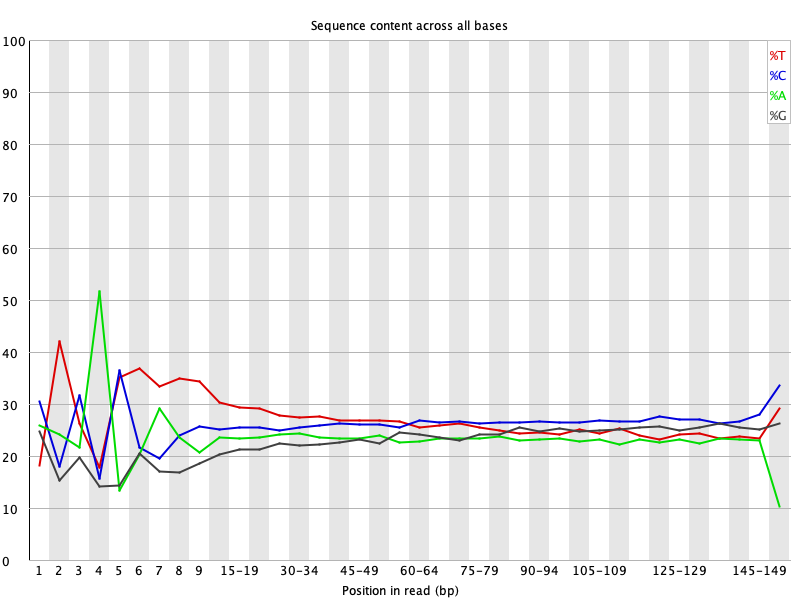 Sequence content across all bases
100
90
80
70
60
50
40
30
20
10
0
%T
%C
%A
%G
1 2 3 4 5 6 7 8 9 15-19 30-34 45-49 60-64 75-79 90-94 105-109 125-129 145-149
Position in read (bp)